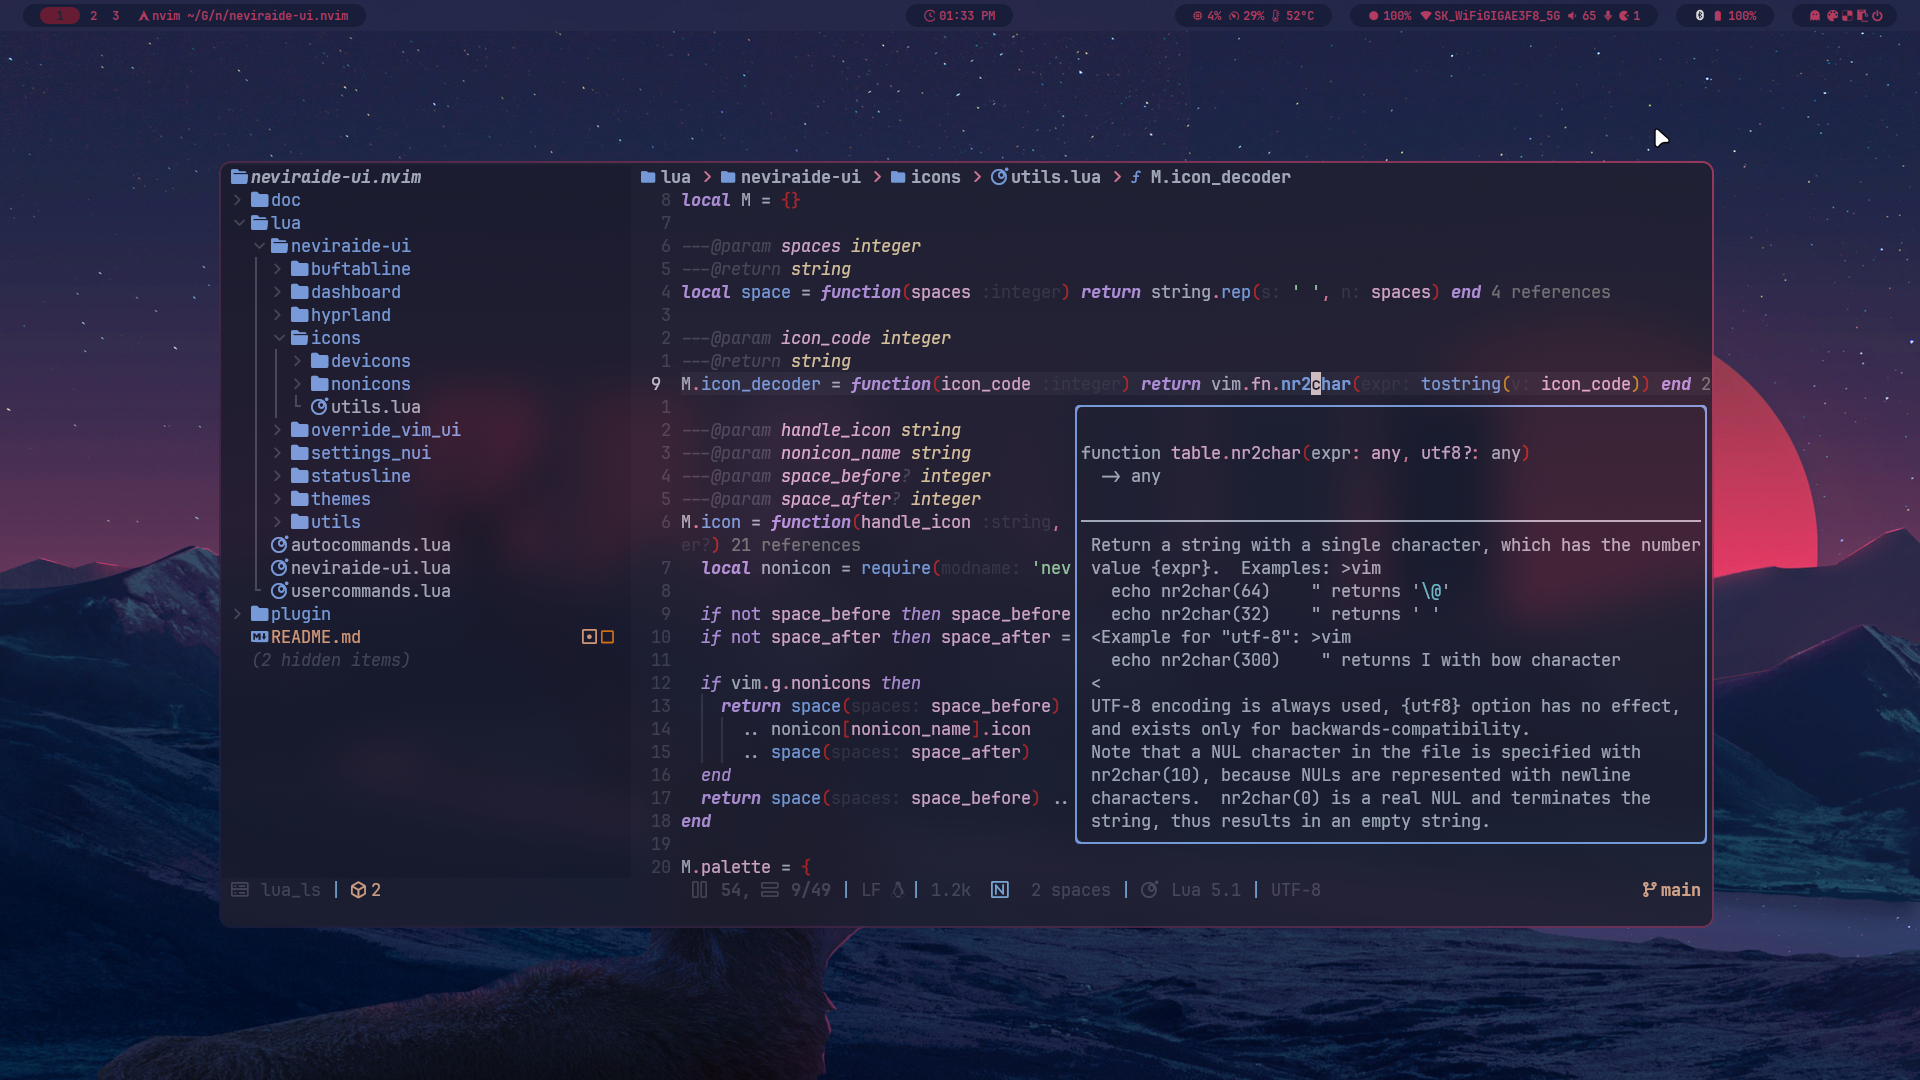 1 2 3 nvim ~/G/n/neviraide-ui.nvim
01:33 PM
4% 29% 52°C
100% SK_WiFiGIGAE3F8_5G 65 1
100%
neviraide-ui.nvim
doc
lua
neviraide-ui
buftabline
dashboard
hyprland
icons
devicons
nonicons
utils.lua
override_vim_ui
settings_nui
statusline
themes
utils
autocommands.lua
neviraide-ui.lua
usercommands.lua
plugin
README.md
(2 hidden items)
lua > neviraide-ui > icons > utils.lua > f M.icon_decoder
8 local M = {}
7
6 ---@param spaces integer
5 ---@return string
4 local space = function(spaces :integer) return string.rep(s: ' ', n: spaces) end 4 references
3
2 ---@param icon_code integer
1 ---@return string
9 M.icon_decoder = function(icon_code :integer) return vim.fn.nr2char(expr: tostring(v: icon_code)) end 2
1
2 ---@param handle_icon string
3 ---@param nonicon_name string
4 ---@param space_before? integer
5 ---@param space_after? integer
6 M.icon = function(handle_icon :string,
er?) 21 references
7 local nonicon = require(modname: 'nev
8
9 if not space_before then space_before
10 if not space_after then space_after =
11
12 if vim.g.nonicons then
13 return space(spaces: space_before)
14 .. nonicon[nonicon_name].icon
15 .. space(spaces: space_after)
16 end
17 return space(spaces: space_before) ..
18 end
19
20 M.palette = {
function table.nr2char(expr: any, utf8?: any)
-> any
Return a string with a single character, which has the number
value {expr}.  Examples: >vim
echo nr2char(64)    " returns '\@'
echo nr2char(32)    " returns ' '
<Example for "utf-8": >vim
echo nr2char(300)    " returns I with bow character
<
UTF-8 encoding is always used, {utf8} option has no effect,
and exists only for backwards-compatibility.
Note that a NUL character in the file is specified with
nr2char(10), because NULs are represented with newline
characters.  nr2char(0) is a real NUL and terminates the
string, thus results in an empty string.
lua_ls | 2
54, 9/49 | LF | 1.2k N 2 spaces | Lua 5.1 | UTF-8
main